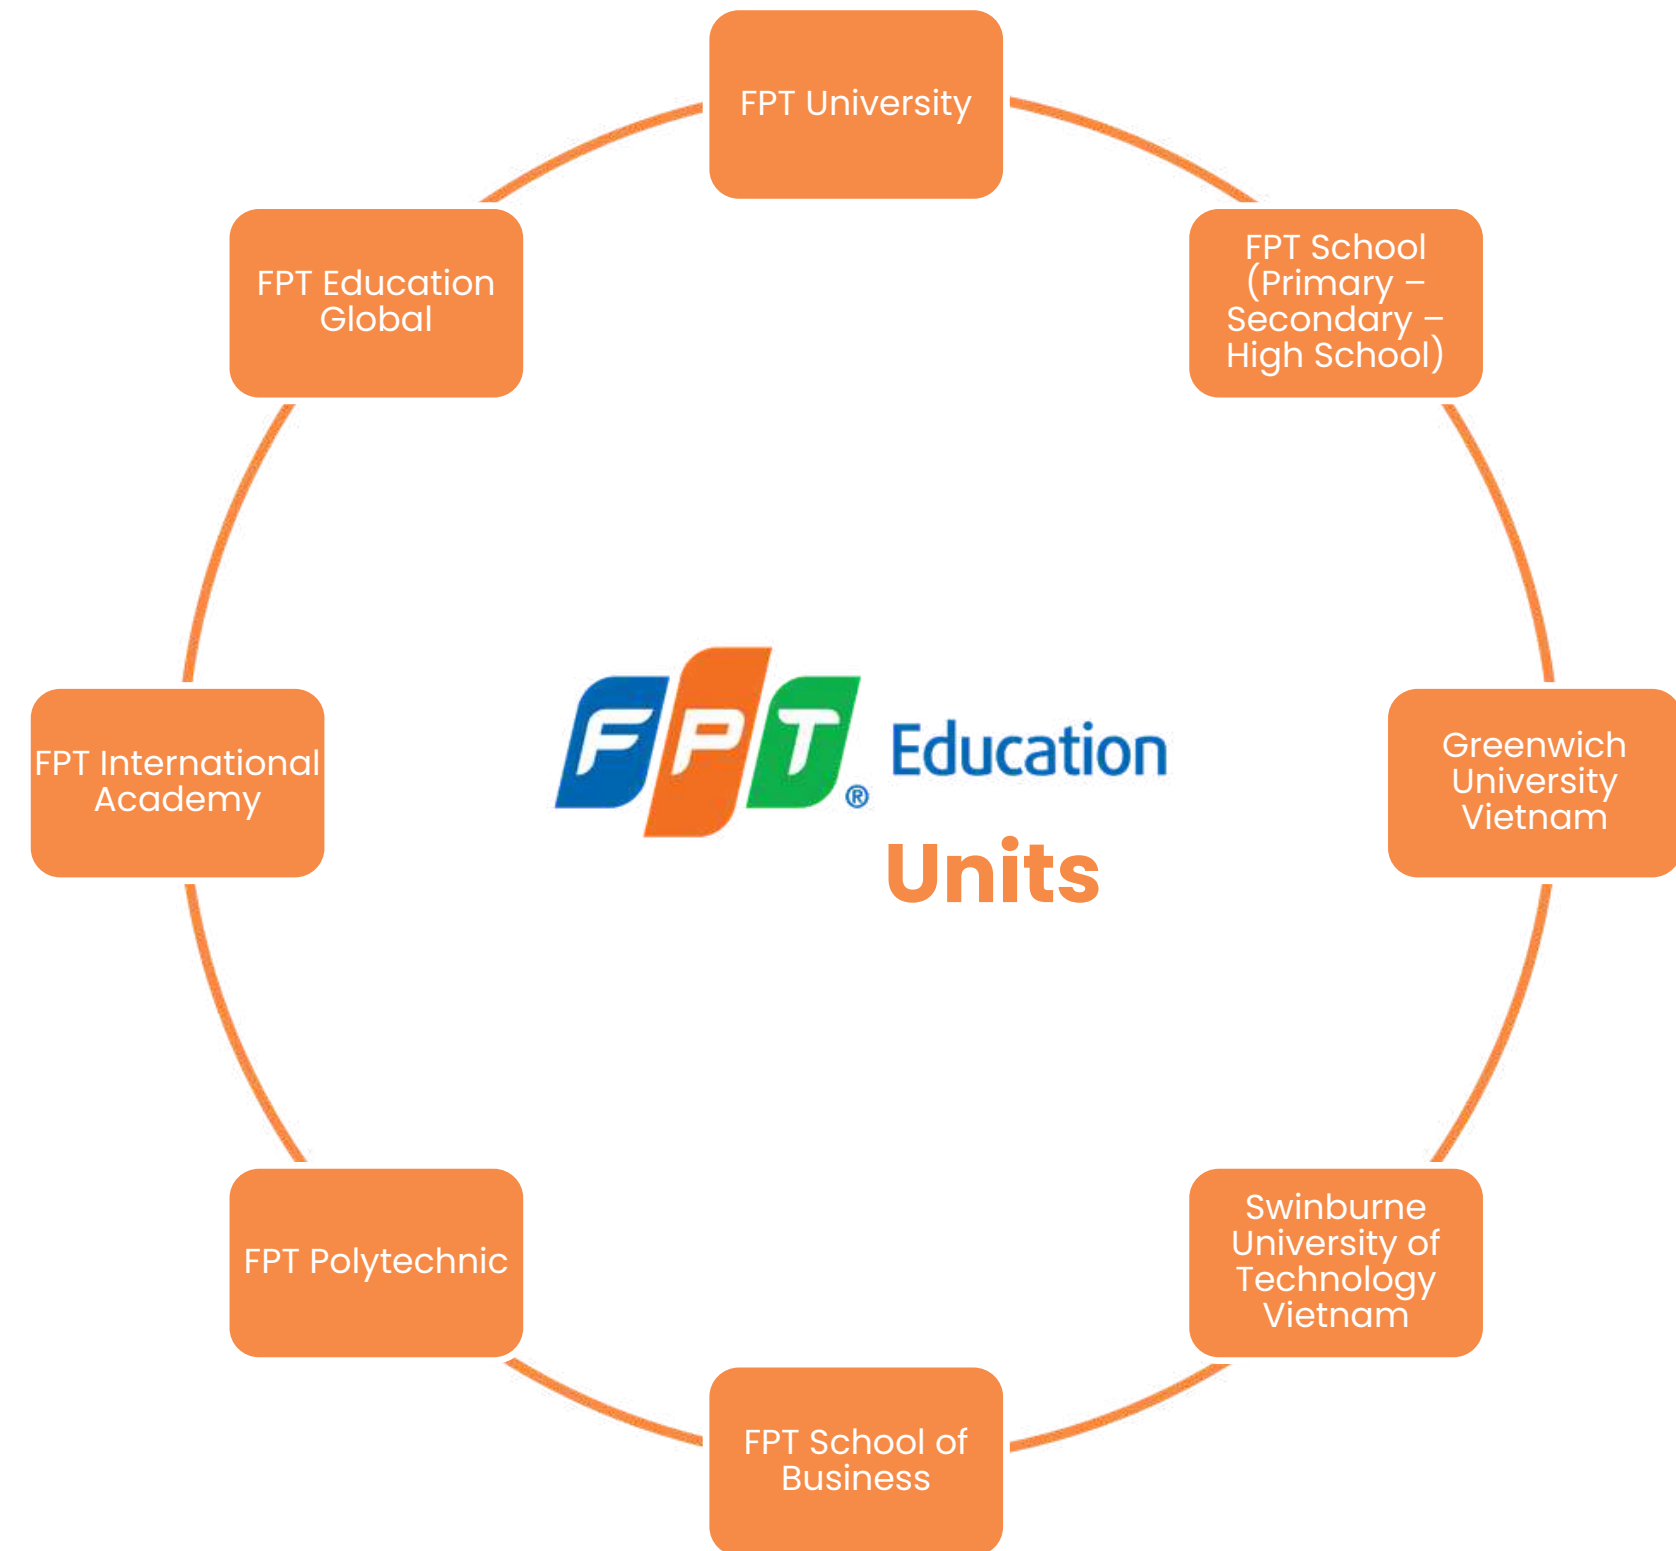 FPT University
FPT School
(Primary –
Secondary –
High School)
Greenwich
University
Vietnam
Swinburne
University of
Technology
Vietnam
FPT School of
Business
FPT Polytechnic
FPT International
Academy
FPT Education
Global
FPT® Education
Units